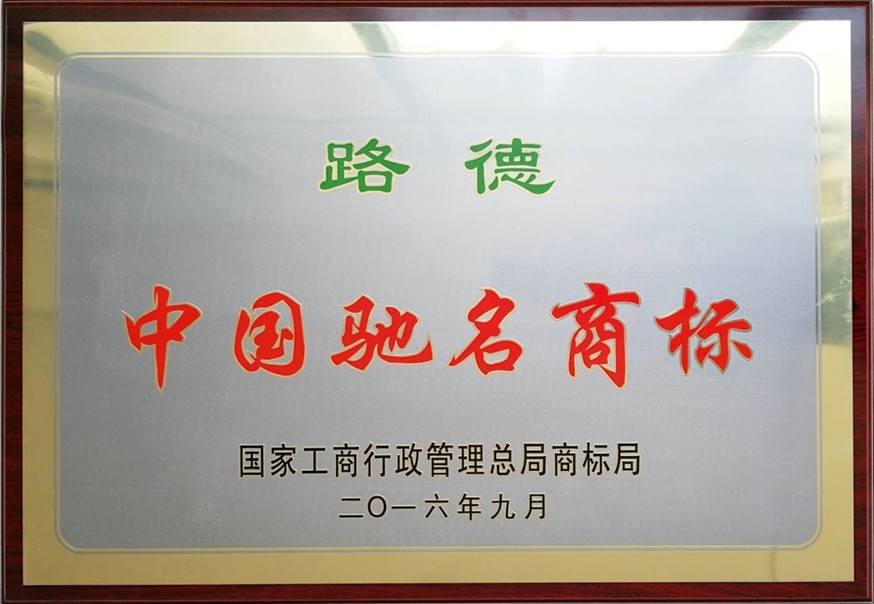 路德
中国驰名商标
国家工商行政管理总局商标局
二〇一六年九月